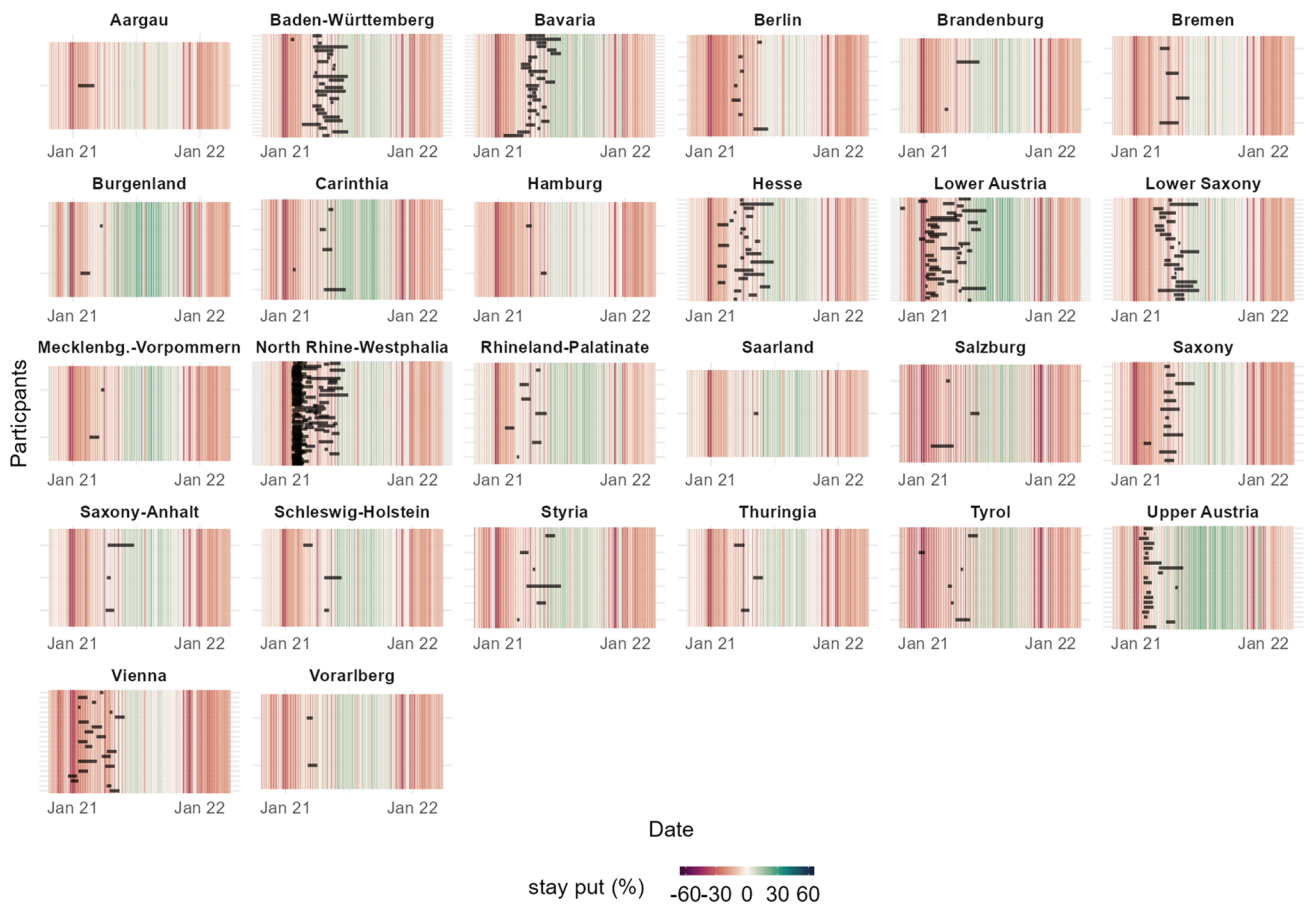 Aargau Baden-Württemberg Bavaria Berlin Brandenburg Bremen
Jan 21 Jan 22 Jan 21 Jan 22 Jan 21 Jan 22 Jan 21 Jan 22 Jan 21 Jan 22 Jan 21 Jan 22
Burgenland Carinthia Hamburg Hesse Lower Austria Lower Saxony
Jan 21 Jan 22 Jan 21 Jan 22 Jan 21 Jan 22 Jan 21 Jan 22 Jan 21 Jan 22 Jan 21 Jan 22
Mecklenbg.-Vorpommern North Rhine-Westphalia Rhineland-Palatinate Saarland Salzburg Saxony
Particpants
Jan 21 Jan 22 Jan 21 Jan 22 Jan 21 Jan 22 Jan 21 Jan 22 Jan 21 Jan 22 Jan 21 Jan 22
Saxony-Anhalt Schleswig-Holstein Styria Thuringia Tyrol Upper Austria
Jan 21 Jan 22 Jan 21 Jan 22 Jan 21 Jan 22 Jan 21 Jan 22 Jan 21 Jan 22 Jan 21 Jan 22
Vienna Vorarlberg
Jan 21 Jan 22 Jan 21 Jan 22
Date
stay put (%) -60 -30 0 30 60